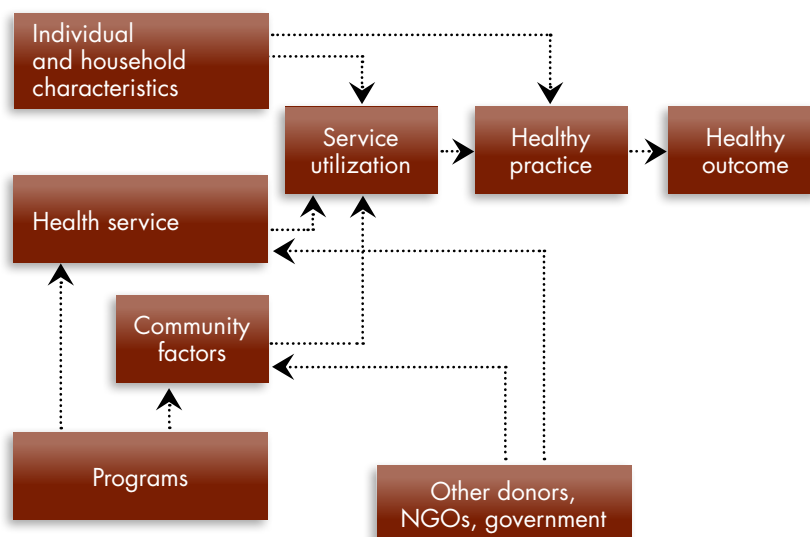 Individual
and household
characteristics
Service
utilization
Healthy
practice
Healthy
outcome
Health service
Community
factors
Programs
Other donors,
NGOs, government